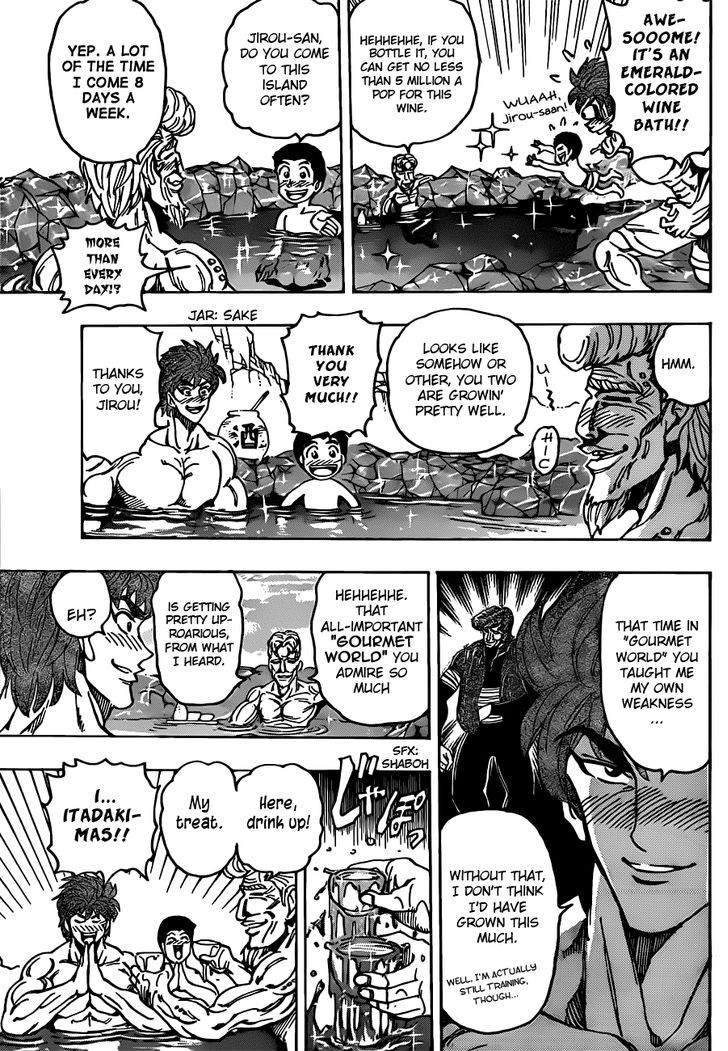 AWE-
SOOOME!
IT'S AN
EMERALD-
COLORED
WINE
BATH!!
WUAAH,
Jirou-saan!
HEHHEHHE, IF YOU
BOTTLE IT, YOU
CAN GET NO LESS
THAN 5 MILLION A
POP FOR THIS
WINE.
JIROU-SAN,
DO YOU COME
TO THIS
ISLAND
OFTEN?
YEP. A LOT
OF THE TIME
I COME 8
DAYS A
WEEK.
MORE
THAN
EVERY
DAY!?
JAR: SAKE
HMM.
HIC
LOOKS LIKE
SOMEHOW OR
OTHER, YOU TWO
ARE GROWIN'
PRETTY WELL.
THANK
YOU
VERY
MUCH!!
酒
THANKS
TO YOU,
JIROU!
THAT TIME IN
"GOURMET
WORLD" YOU
TAUGHT ME
MY OWN
WEAKNESS
...
WITHOUT THAT,
I DON'T THINK
I'D HAVE
GROWN THIS
MUCH.
WELL. I'M ACTUALLY
STILL TRAINING,
THOUGH...
HEHHEHHE.
THAT
ALL-IMPORTANT
"GOURMET
WORLD" YOU
ADMIRE SO
MUCH
IS GETTING
PRETTY UP-
ROARIOUS,
FROM WHAT
I HEARD.
EH?
SFX:
SHABOH
じゃぽっ
Here,
drink up!
My
treat.
I...
ITADAKI-
MAS!!